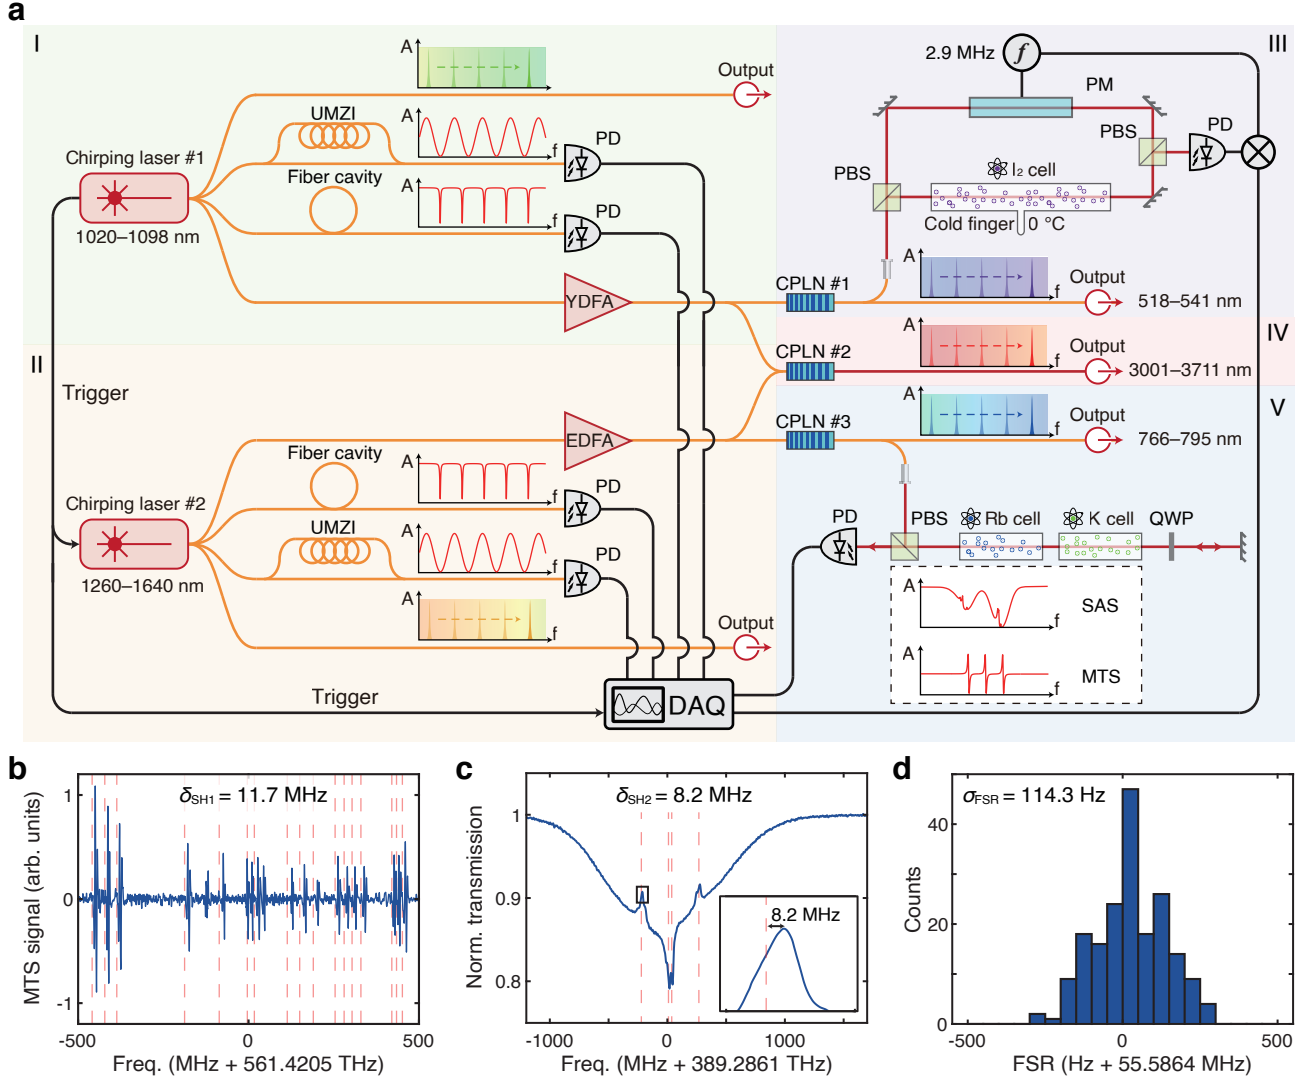 a
I
III
A
f
Output
2.9 MHz
f
PM
UMZI
A
f
PD
PBS
PD
Chirping laser #1
Fiber cavity
A
f
PD
PBS
I₂ cell
Cold finger
0 °C
1020–1098 nm
YDFA
CPLN #1
A
f
Output
518–541 nm
IV
II
CPLN #2
A
f
Output
3001–3711 nm
V
Trigger
EDFA
CPLN #3
A
f
Output
766–795 nm
Fiber cavity
A
f
PD
Chirping laser #2
UMZI
A
f
PD
PD
PBS
Rb cell
K cell
QWP
1260–1640 nm
A
f
Output
A
f
SAS
A
f
MTS
Trigger
DAQ
b
δSH1 = 11.7 MHz
MTS signal (arb. units)
1
0
-1
-500
0
500
Freq. (MHz + 561.4205 THz)
c
δSH2 = 8.2 MHz
Norm. transmission
1
0.9
0.8
8.2 MHz
-1000
0
1000
Freq. (MHz + 389.2861 THz)
d
σFSR = 114.3 Hz
Counts
40
20
0
-500
0
500
FSR (Hz + 55.5864 MHz)